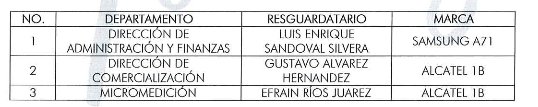 NO. DEPARTAMENTO RESGUARDATARIO MARCA
1 DIRECCIÓN DE ADMINISTRACIÓN Y FINANZAS LUIS ENRIQUE SANDOVAL SILVERA SAMSUNG A71
2 DIRECCIÓN DE COMERCIALIZACIÓN GUSTAVO ALVAREZ HERNANDEZ ALCATEL 1B
3 MICROMEDICIÓN EFRAIN RÍOS JUAREZ ALCATEL 1B